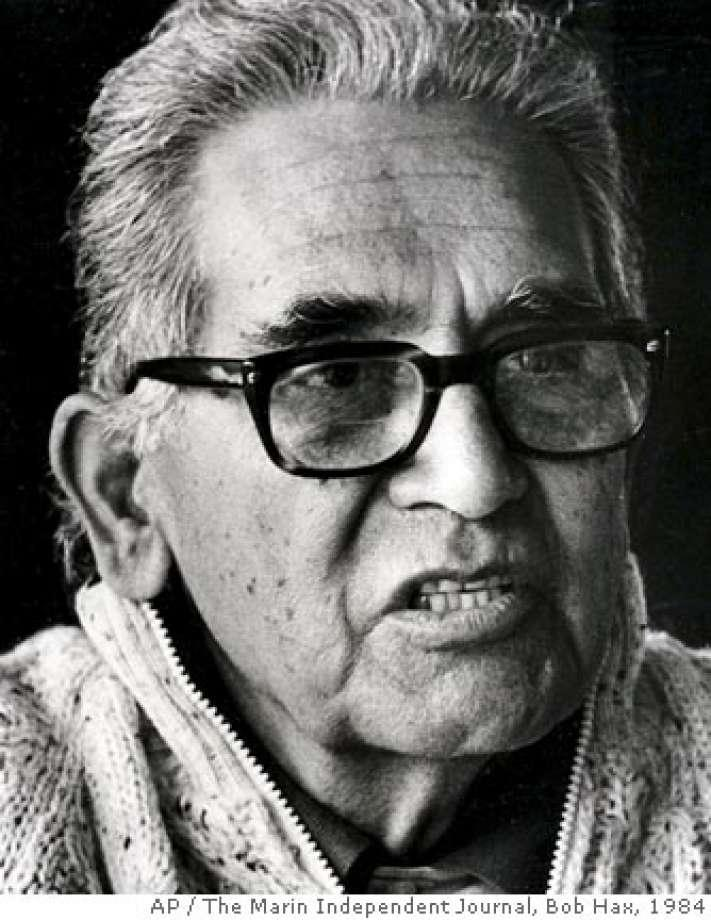 AP / The Marin Independent Journal, Bob Hax, 1984